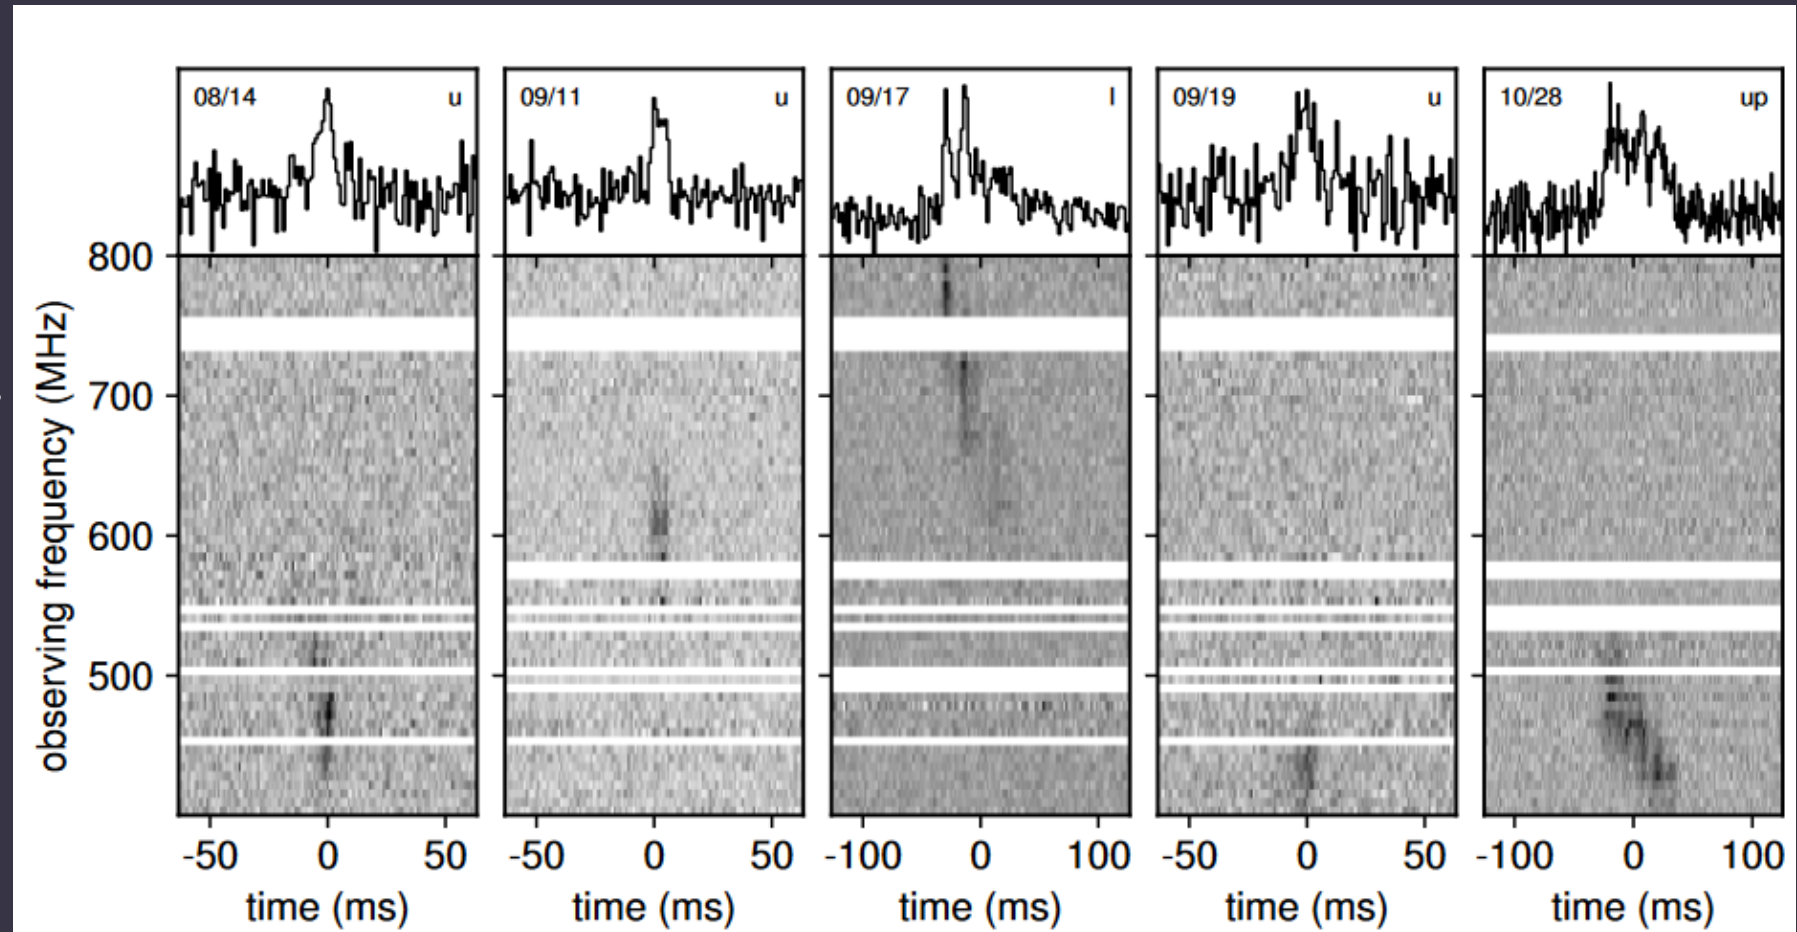 08/14 u 09/11 u 09/17 l 09/19 u 10/28 up
800
700
600
500
observing frequency (MHz)
-50 0 50 -50 0 50 -100 0 100 -50 0 50 -100 0 100
time (ms) time (ms) time (ms) time (ms) time (ms)